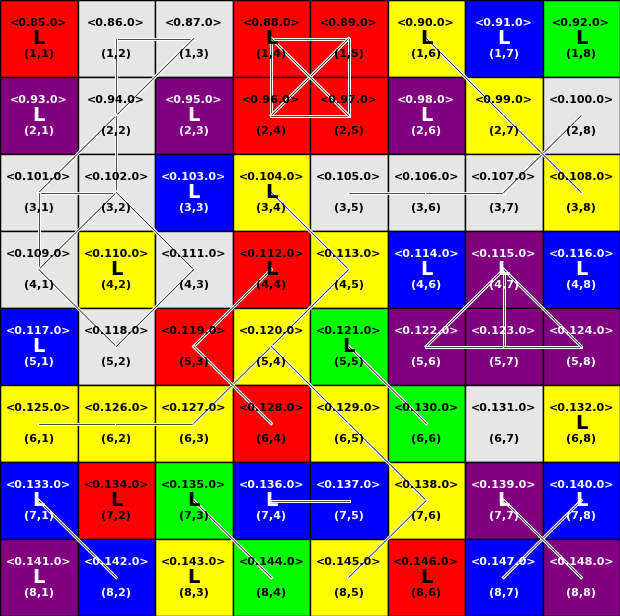 <0.85.0> <0.86.0> <0.87.0> <0.88.0> <0.89.0> <0.90.0> <0.91.0> <0.92.0>
L L L L L
(1,1) (1,2) (1,3) (1,4) (1,5) (1,6) (1,7) (1,8)
<0.93.0> <0.94.0> <0.95.0> <0.96.0> <0.97.0> <0.98.0> <0.99.0> <0.100.0>
L L L
(2,1) (2,2) (2,3) (2,4) (2,5) (2,6) (2,7) (2,8)
<0.101.0> <0.102.0> <0.103.0> <0.104.0> <0.105.0> <0.106.0> <0.107.0> <0.108.0>
L L
(3,1) (3,2) (3,3) (3,4) (3,5) (3,6) (3,7) (3,8)
<0.109.0> <0.110.0> <0.111.0> <0.112.0> <0.113.0> <0.114.0> <0.115.0> <0.116.0>
L L L L L
(4,1) (4,2) (4,3) (4,4) (4,5) (4,6) (4,7) (4,8)
<0.117.0> <0.118.0> <0.119.0> <0.120.0> <0.121.0> <0.122.0> <0.123.0> <0.124.0>
L L
(5,1) (5,2) (5,3) (5,4) (5,5) (5,6) (5,7) (5,8)
<0.125.0> <0.126.0> <0.127.0> <0.128.0> <0.129.0> <0.130.0> <0.131.0> <0.132.0>
L
(6,1) (6,2) (6,3) (6,4) (6,5) (6,6) (6,7) (6,8)
<0.133.0> <0.134.0> <0.135.0> <0.136.0> <0.137.0> <0.138.0> <0.139.0> <0.140.0>
L L L L L L
(7,1) (7,2) (7,3) (7,4) (7,5) (7,6) (7,7) (7,8)
<0.141.0> <0.142.0> <0.143.0> <0.144.0> <0.145.0> <0.146.0> <0.147.0> <0.148.0>
L L L
(8,1) (8,2) (8,3) (8,4) (8,5) (8,6) (8,7) (8,8)